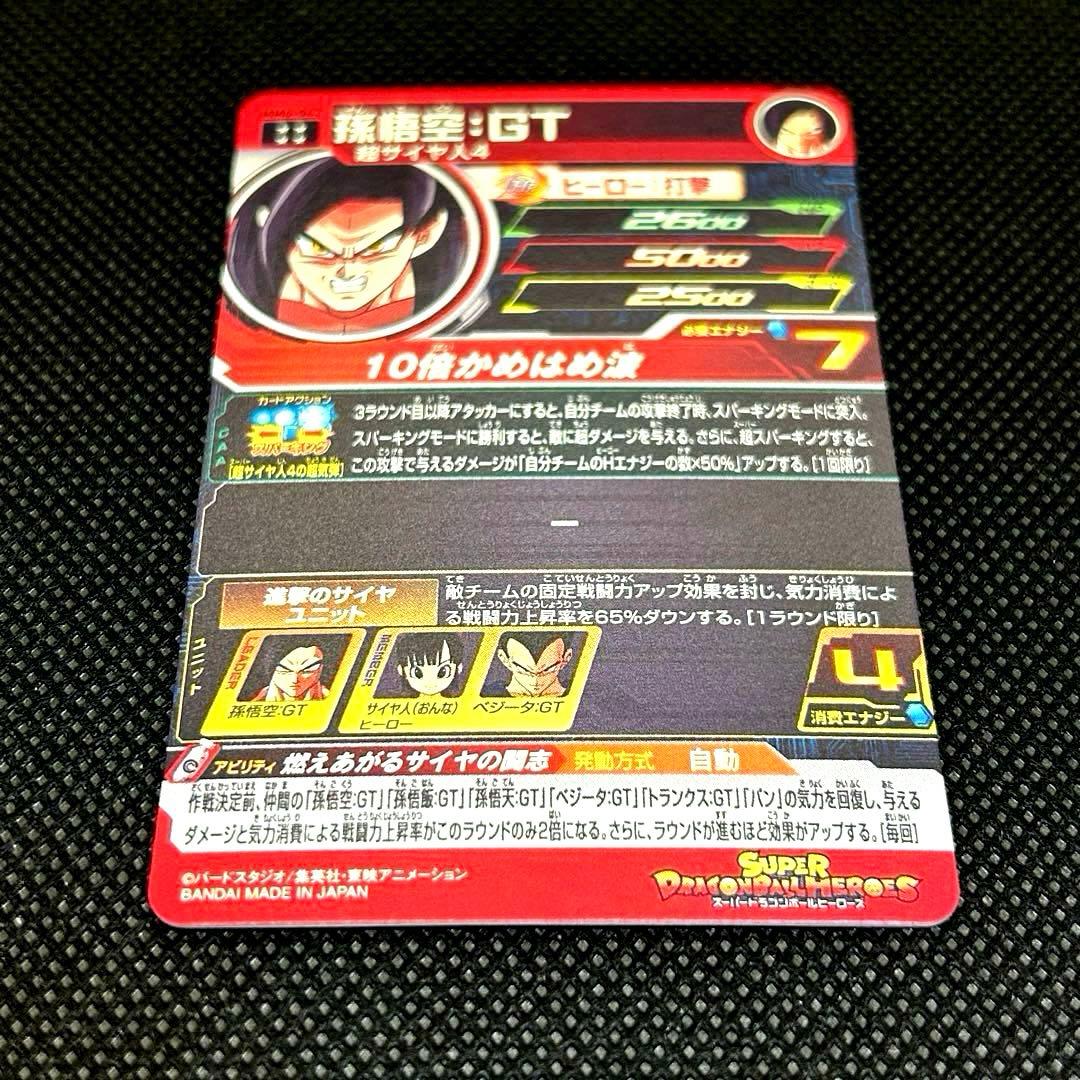 孫悟空:GT
超サイヤ人4
ヒーロー 打撃
2600
5000
2500
必要Hエナジー 7
10倍かめはめ波
CAA
カードアクション
スパーキング
[超サイヤ人4の超気弾]
3ラウンド目以降アタッカーにすると、自分チームの攻撃終了時、スパーキングモードに突入。
スパーキングモードに勝利すると、敵に超ダメージを与える。さらに、超スパーキングすると、
この攻撃で与えるダメージが「自分チームのHエナジーの数×50%」アップする。[1回限り]
ー
ユニット
進撃のサイヤ
ユニット
敵チームの固定戦闘力アップ効果を封じ、気力消費によ
る戦闘力上昇率を65%ダウンする。[1ラウンド限り]
LEADER
孫悟空:GT
MEMBER
サイヤ人(おんな)
ヒーロー
ベジータ:GT
4
消費エナジー
アビリティ 燃えあがるサイヤの闘志 発動方式 自動
作戦決定前、仲間の「孫悟空:GT」「孫悟飯:GT」「孫悟天:GT」「ベジータ:GT」「トランクス:GT」「パン」の気力を回復し、与える
ダメージと気力消費による戦闘力上昇率がこのラウンドのみ2倍になる。さらに、ラウンドが進むほど効果がアップする。[毎回]
©バードスタジオ/集英社・東映アニメーション
BANDAI MADE IN JAPAN
SUPER
DRAGONBALL HEROES
スーパードラゴンボールヒーローズ